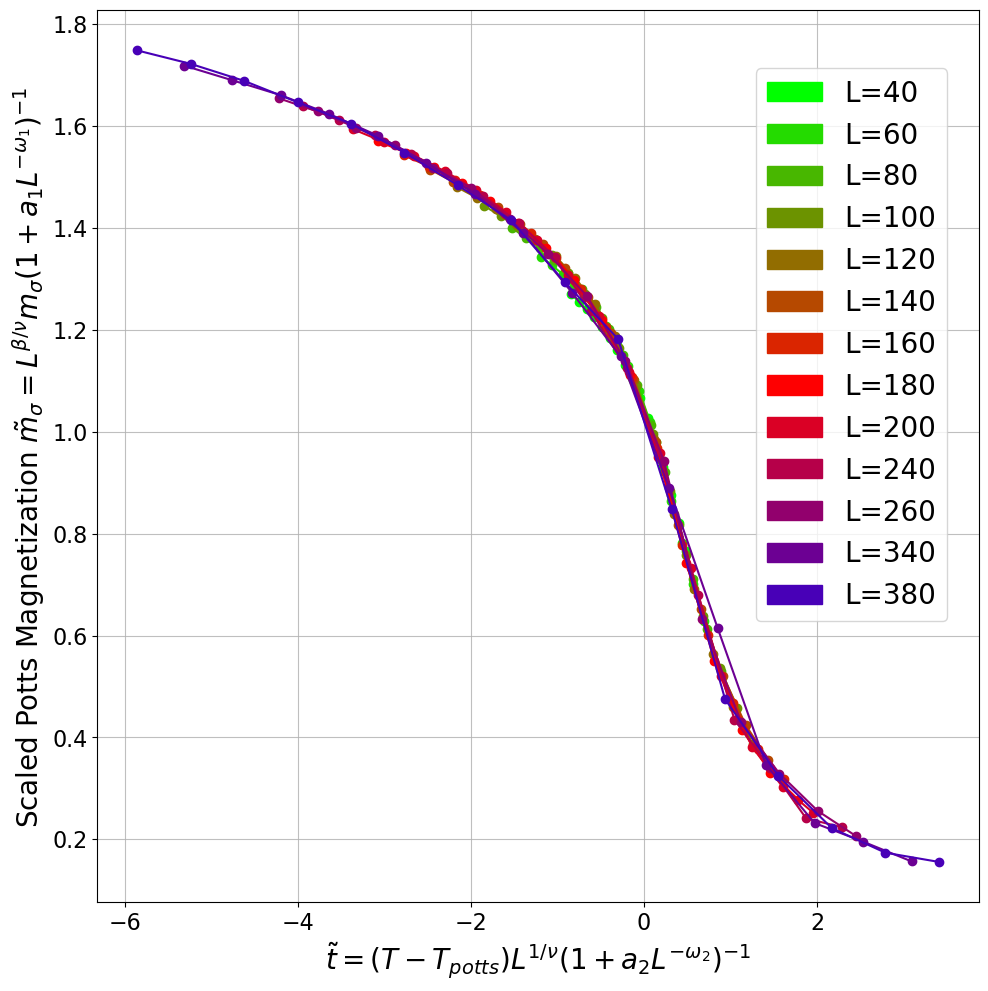 1.8
1.6
1.4
1.2
1.0
0.8
0.6
0.4
0.2
−6
−4
−2
0
2
Scaled Potts Magnetization m̃_σ = L^{β/ν} m_σ(1 + a_1 L^{−ω_1})^{−1}
t̃ = (T − T_{potts})L^{1/ν}(1 + a_2 L^{−ω_2})^{−1}
L=40
L=60
L=80
L=100
L=120
L=140
L=160
L=180
L=200
L=240
L=260
L=340
L=380